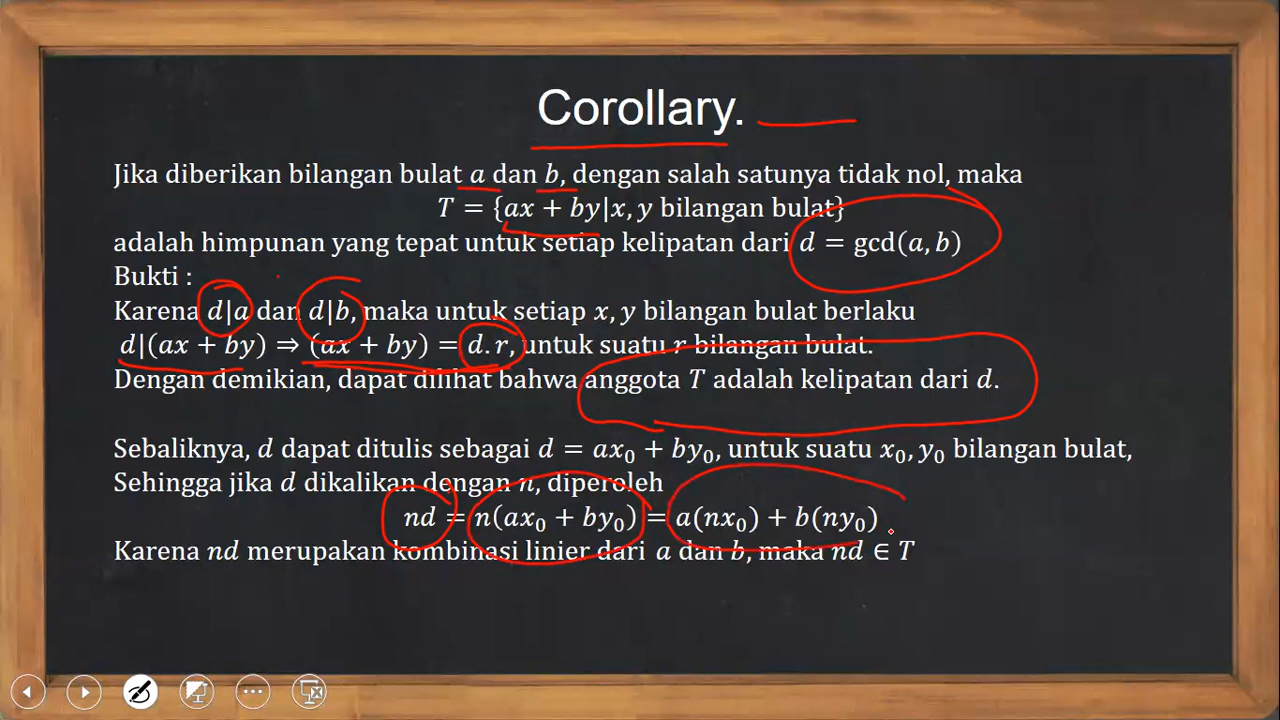 Corollary.
Jika diberikan bilangan bulat 𝑎 dan 𝑏, dengan salah satunya tidak nol, maka
𝑇 = {𝑎𝑥 + 𝑏𝑦|𝑥, 𝑦 bilangan bulat}
adalah himpunan yang tepat untuk setiap kelipatan dari 𝑑 = gcd(𝑎, 𝑏)
Bukti :
Karena 𝑑|𝑎 dan 𝑑|𝑏, maka untuk setiap 𝑥, 𝑦 bilangan bulat berlaku
𝑑|(𝑎𝑥 + 𝑏𝑦) ⇒ (𝑎𝑥 + 𝑏𝑦) = 𝑑. 𝑟, untuk suatu 𝑟 bilangan bulat.
Dengan demikian, dapat dilihat bahwa anggota 𝑇 adalah kelipatan dari 𝑑.
Sebaliknya, 𝑑 dapat ditulis sebagai 𝑑 = 𝑎𝑥₀ + 𝑏𝑦₀, untuk suatu 𝑥₀, 𝑦₀ bilangan bulat,
Sehingga jika 𝑑 dikalikan dengan 𝑛, diperoleh
𝑛𝑑 = 𝑛(𝑎𝑥₀ + 𝑏𝑦₀) = 𝑎(𝑛𝑥₀) + 𝑏(𝑛𝑦₀)
Karena 𝑛𝑑 merupakan kombinasi linier dari 𝑎 dan 𝑏, maka 𝑛𝑑 ∈ 𝑇